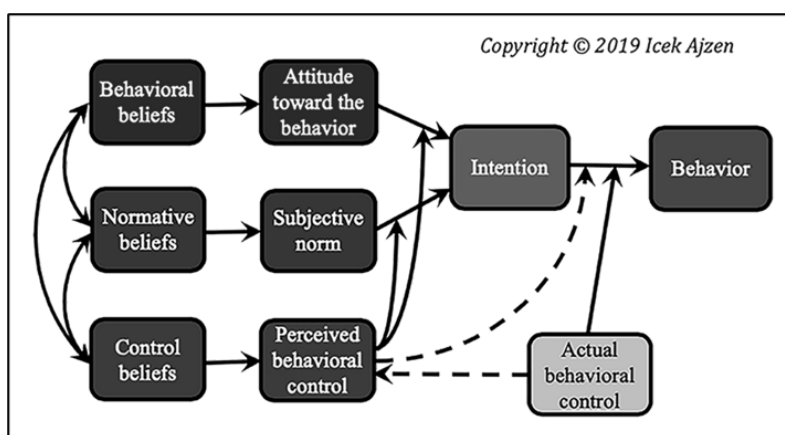 Copyright © 2019 Icek Ajzen
Behavioral
beliefs
Attitude
toward the
behavior
Intention
Behavior
Normative
beliefs
Subjective
norm
Control
beliefs
Perceived
behavioral
control
Actual
behavioral
control